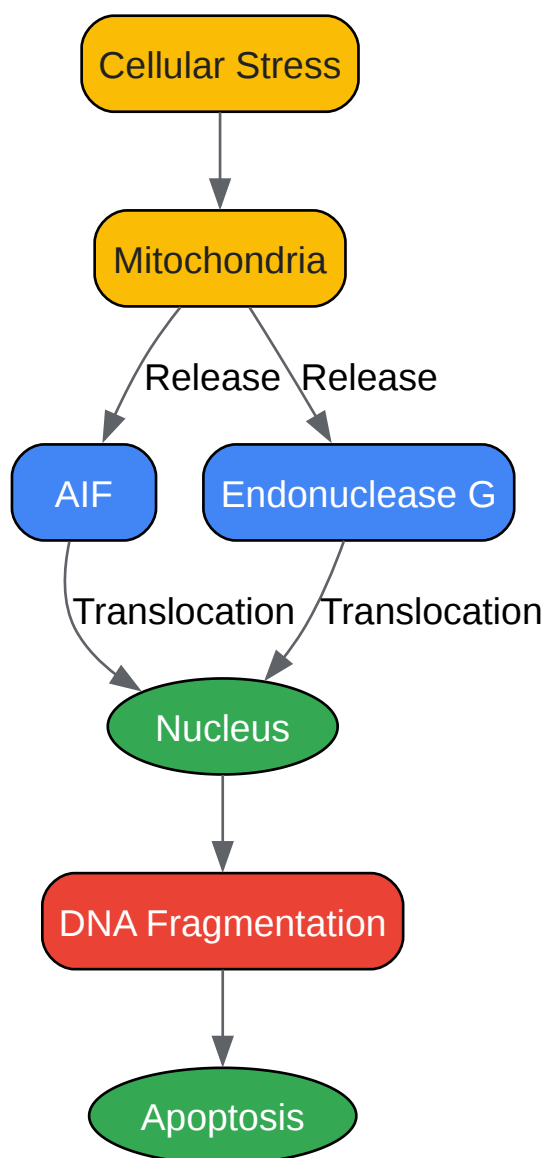 Cellular Stress
Mitochondria
Release Release
AIF
Endonuclease G
Translocation Translocation
Nucleus
DNA Fragmentation
Apoptosis